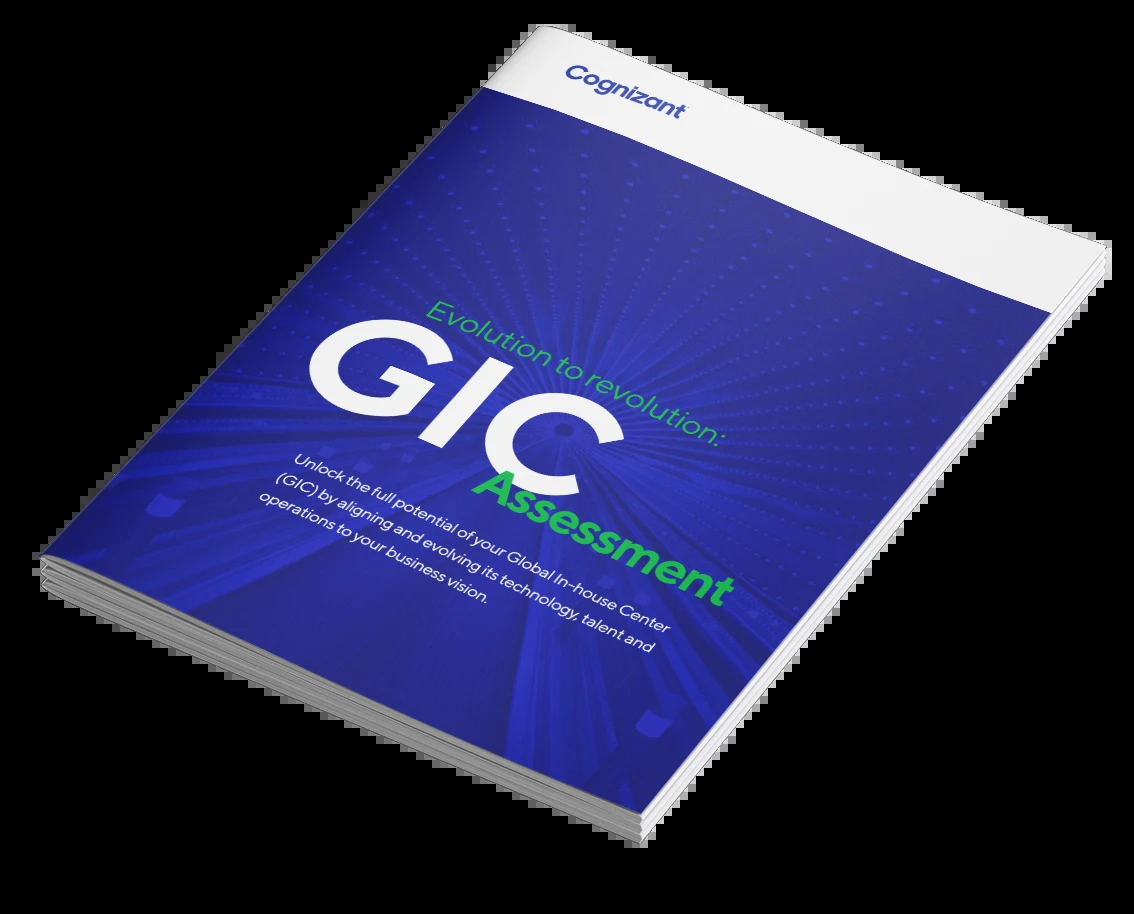 Cognizant
Evolution to revolution:
GIC
Assessment
Unlock the full potential of your Global In-house Center
(GIC) by aligning and evolving its technology, talent and
operations to your business vision.